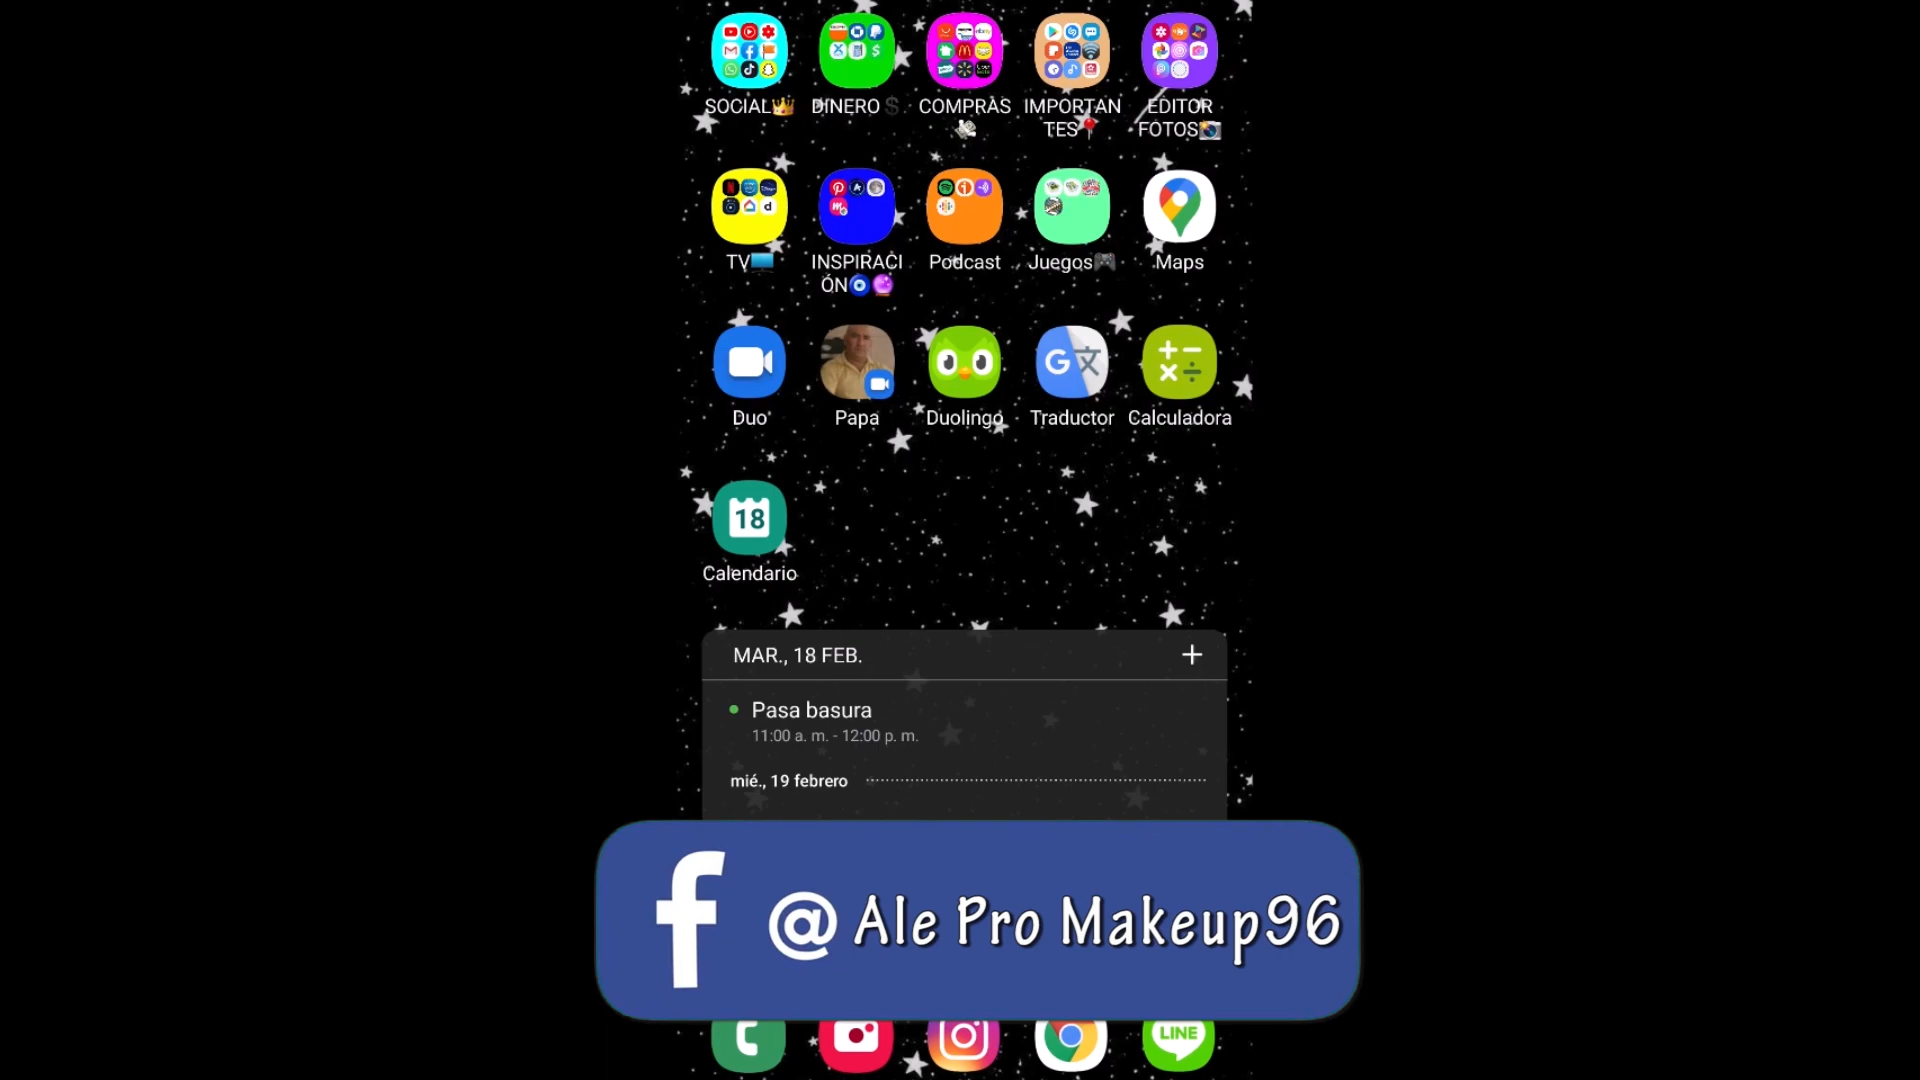 SOCIAL👑 DINERO💲 COMPRAS IMPORTAN EDITOR
TES📍 FOTOS📸
TV🖥️ INSPIRACI Podcast Juegos🎮 Maps
ÓN🧿🔮
Duo Papa Duolingo Traductor Calculadora
18
Calendario
MAR., 18 FEB. +
Pasa basura
11:00 a. m. - 12:00 p. m.
mié., 19 febrero
f @ Ale Pro Makeup96
LINE